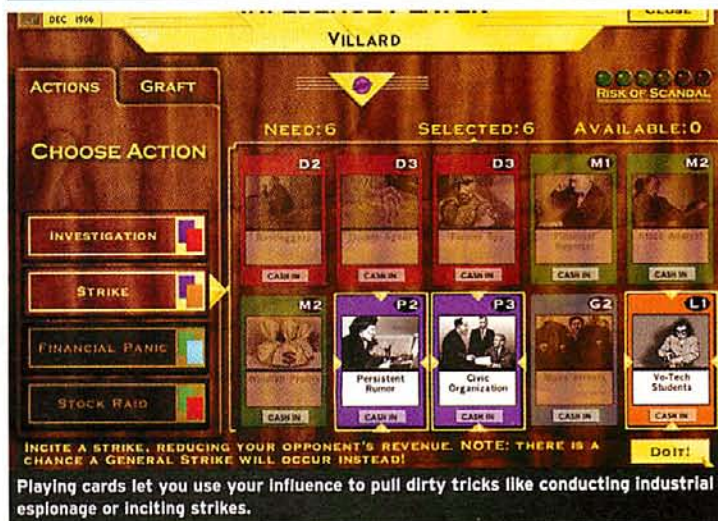 DEC 1906
CLOSE
VILLARD
ACTIONS
GRAFT
RISK OF SCANDAL
NEED: 6
SELECTED: 6
AVAILABLE: 0
CHOOSE ACTION
INVESTIGATION
STRIKE
FINANCIAL PANIC
STOCK RAID
D2
D3
D3
M1
M2
CASH IN
CASH IN
CASH IN
CASH IN
CASH IN
M2
P2
P3
G2
L1
Persistent
Rumor
Civic
Organization
Vo-Tech
Students
CASH IN
CASH IN
CASH IN
CASH IN
CASH IN
INCITE A STRIKE, REDUCING YOUR OPPONENT'S REVENUE. NOTE: THERE IS A
CHANCE A GENERAL STRIKE WILL OCCUR INSTEAD!
DO IT!
Playing cards let you use your influence to pull dirty tricks like conducting industrial
espionage or inciting strikes.